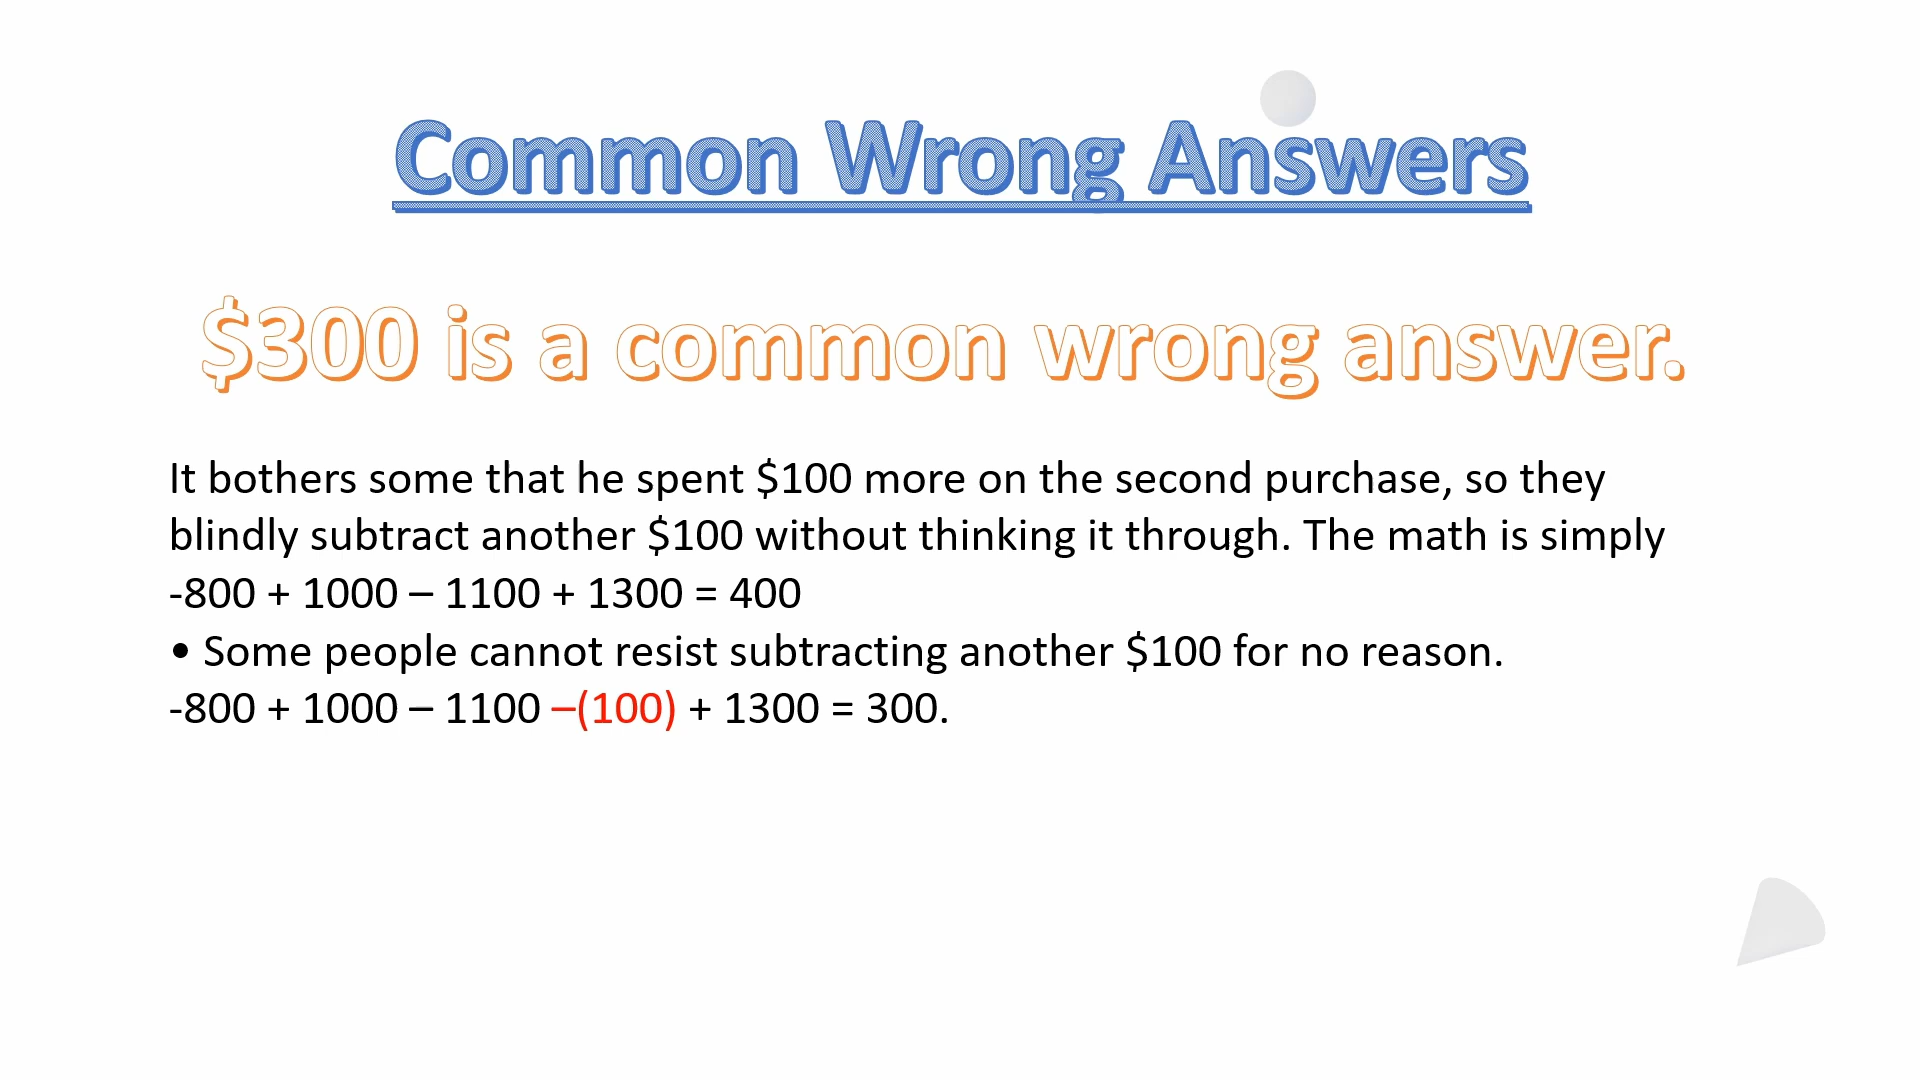 Common Wrong Answers
$300 is a common wrong answer.
It bothers some that he spent $100 more on the second purchase, so they
blindly subtract another $100 without thinking it through. The math is simply
-800 + 1000 – 1100 + 1300 = 400
• Some people cannot resist subtracting another $100 for no reason.
-800 + 1000 – 1100 –(100) + 1300 = 300.